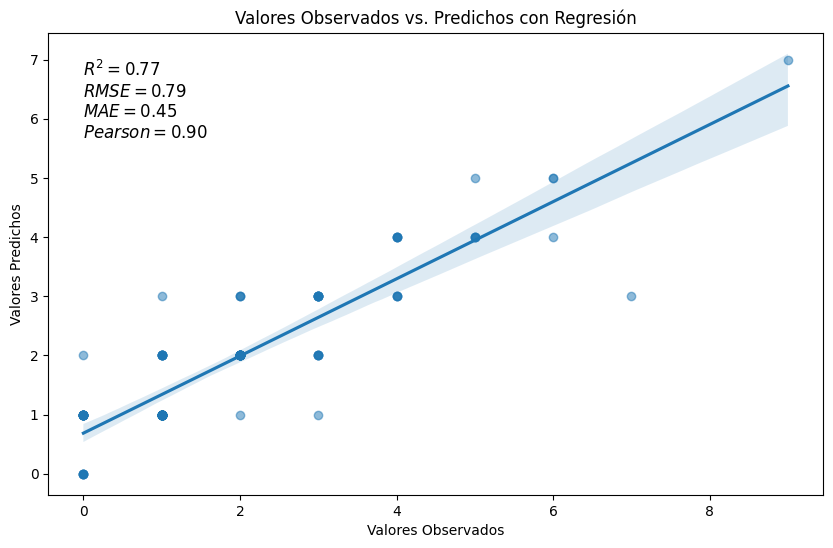 Valores Observados vs. Predichos con Regresión
R² = 0.77
RMSE = 0.79
MAE = 0.45
Pearson = 0.90
Valores Predichos
7
6
5
4
3
2
1
0
0 2 4 6 8
Valores Observados